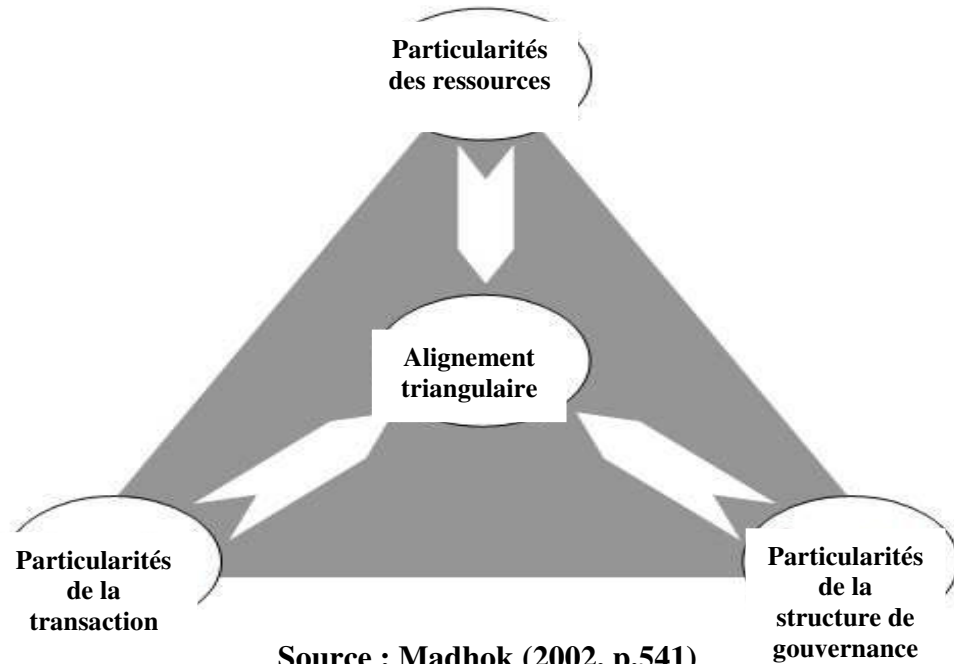 Particularités
des ressources
Alignement
triangulaire
Particularités
de la
transaction
Particularités
de la
structure de
gouvernance
Source : Madhok (2002, p.541)